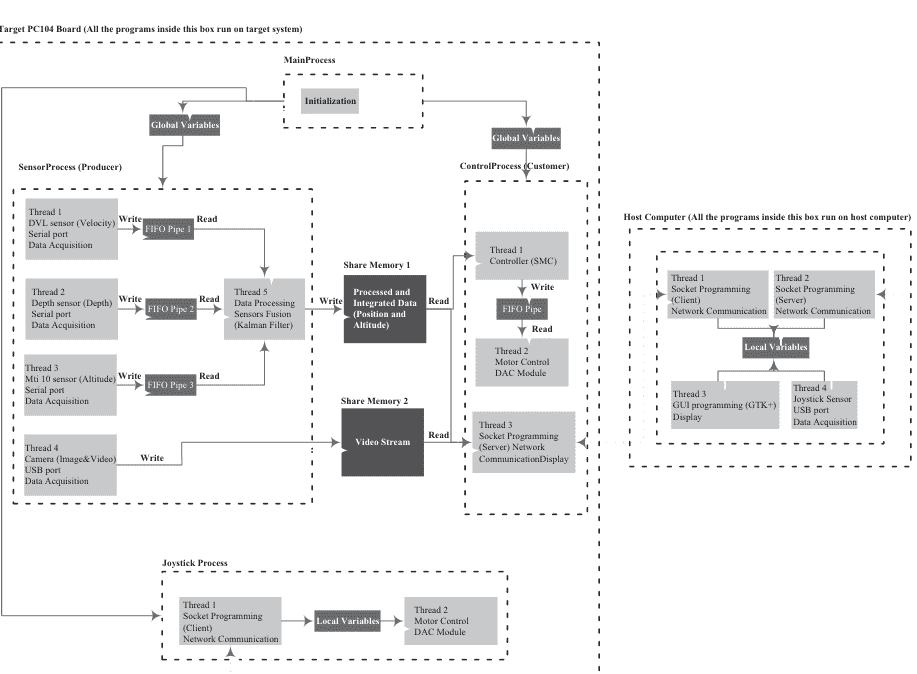 Target PC104 Board (All the programs inside this box run on target system)
MainProcess
Initialization
Global Variables
Global Variables
SensorProcess (Producer)
ControlProcess (Customer)
Thread 1
DVL sensor (Velocity)
Serial port
Data Acquisition
Write
FIFO Pipe 1
Read
Thread 2
Depth sensor (Depth)
Serial port
Data Acquisition
Write
FIFO Pipe 2
Read
Thread 3
Mti 10 sensor (Altitude)
Serial port
Data Acquisition
Write
FIFO Pipe 3
Read
Thread 4
Camera (Image&Video)
USB port
Data Acquisition
Write
Thread 5
Data Processing
Sensors Fusion
(Kalman Filter)
Write
Share Memory 1
Processed and
Integrated Data
(Position and
Altitude)
Read
Share Memory 2
Video Stream
Read
Thread 1
Controller (SMC)
Write
FIFO Pipe
Read
Thread 2
Motor Control
DAC Module
Thread 3
Socket Programming
(Server) Network
CommunicationDisplay
Host Computer (All the programs inside this box run on host computer)
Thread 1
Socket Programming
(Client)
Network Communication
Thread 2
Socket Programming
(Server)
Network Communication
Local Variables
Thread 3
GUI programming (GTK+)
Display
Thread 4
Joystick Sensor
USB port
Data Acquisition
Joystick Process
Thread 1
Socket Programming
(Client)
Network Communication
Local Variables
Thread 2
Motor Control
DAC Module